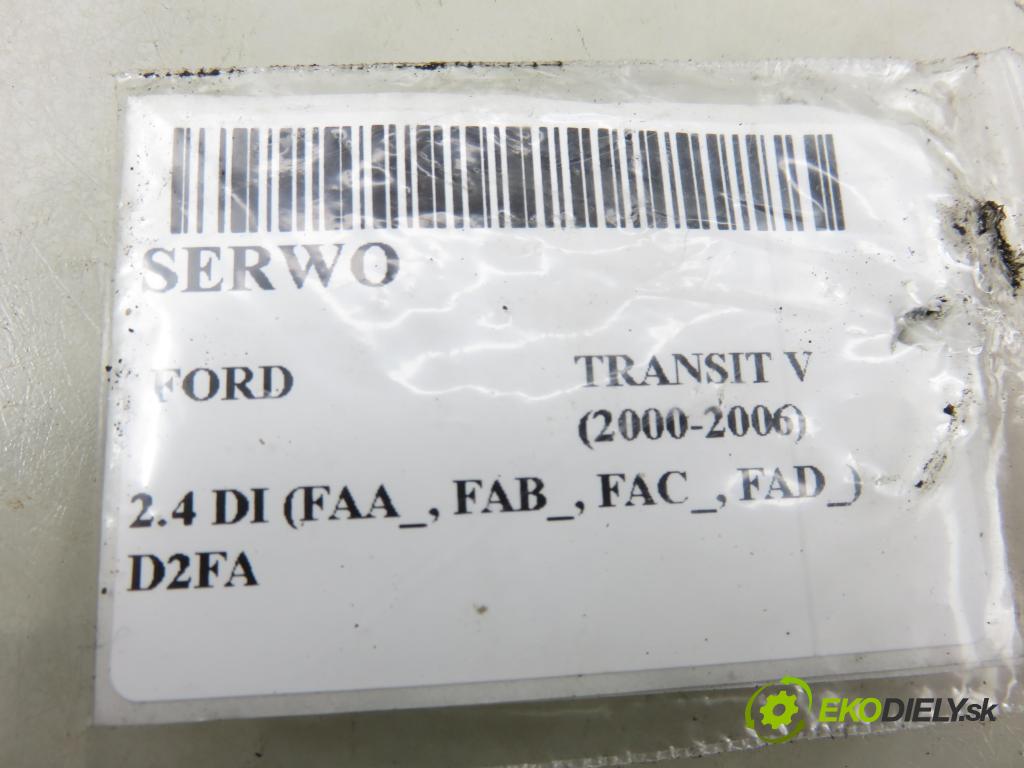 SERWO
FORD TRANSIT V
(2000-2006)
2.4 DI (FAA_, FAB_, FAC_, FAD_)
D2FA
EKODIELY.sk